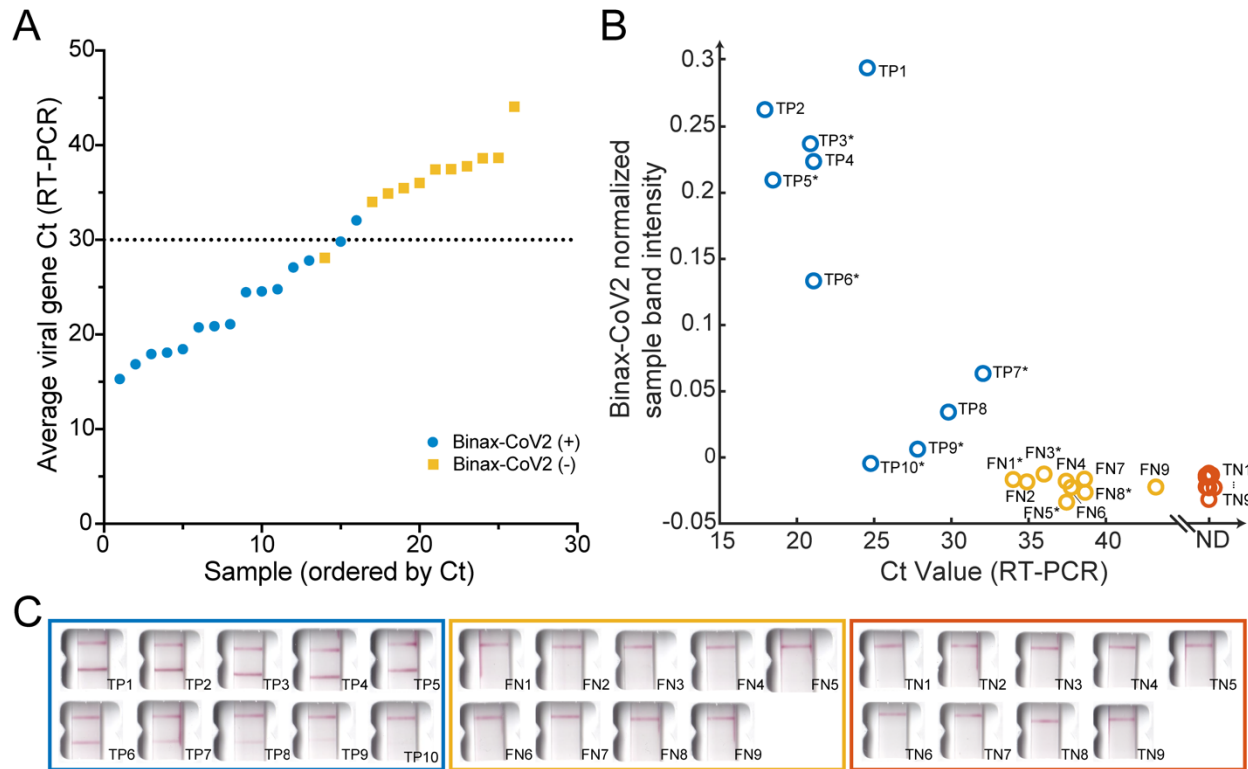 A
50
40
30
20
10
0
0
10
20
30
Average viral gene Ct (RT-PCR)
Sample (ordered by Ct)
Binax-CoV2 (+)
Binax-CoV2 (-)
B
0.3
0.25
0.2
0.15
0.1
0.05
0
-0.05
15
20
25
30
35
40
ND
Binax-CoV2 normalized
sample band intensity
Ct Value (RT-PCR)
TP1
TP2
TP3*
TP4
TP5*
TP6*
TP7*
TP8
TP9*
TP10*
FN1*
FN3*
FN4
FN7
FN9
FN2
FN8*
FN5*
FN6
TN1
TN9
C
TP1 TP2 TP3 TP4 TP5
TP6 TP7 TP8 TP9 TP10
FN1 FN2 FN3 FN4 FN5
FN6 FN7 FN8 FN9
TN1 TN2 TN3 TN4 TN5
TN6 TN7 TN8 TN9